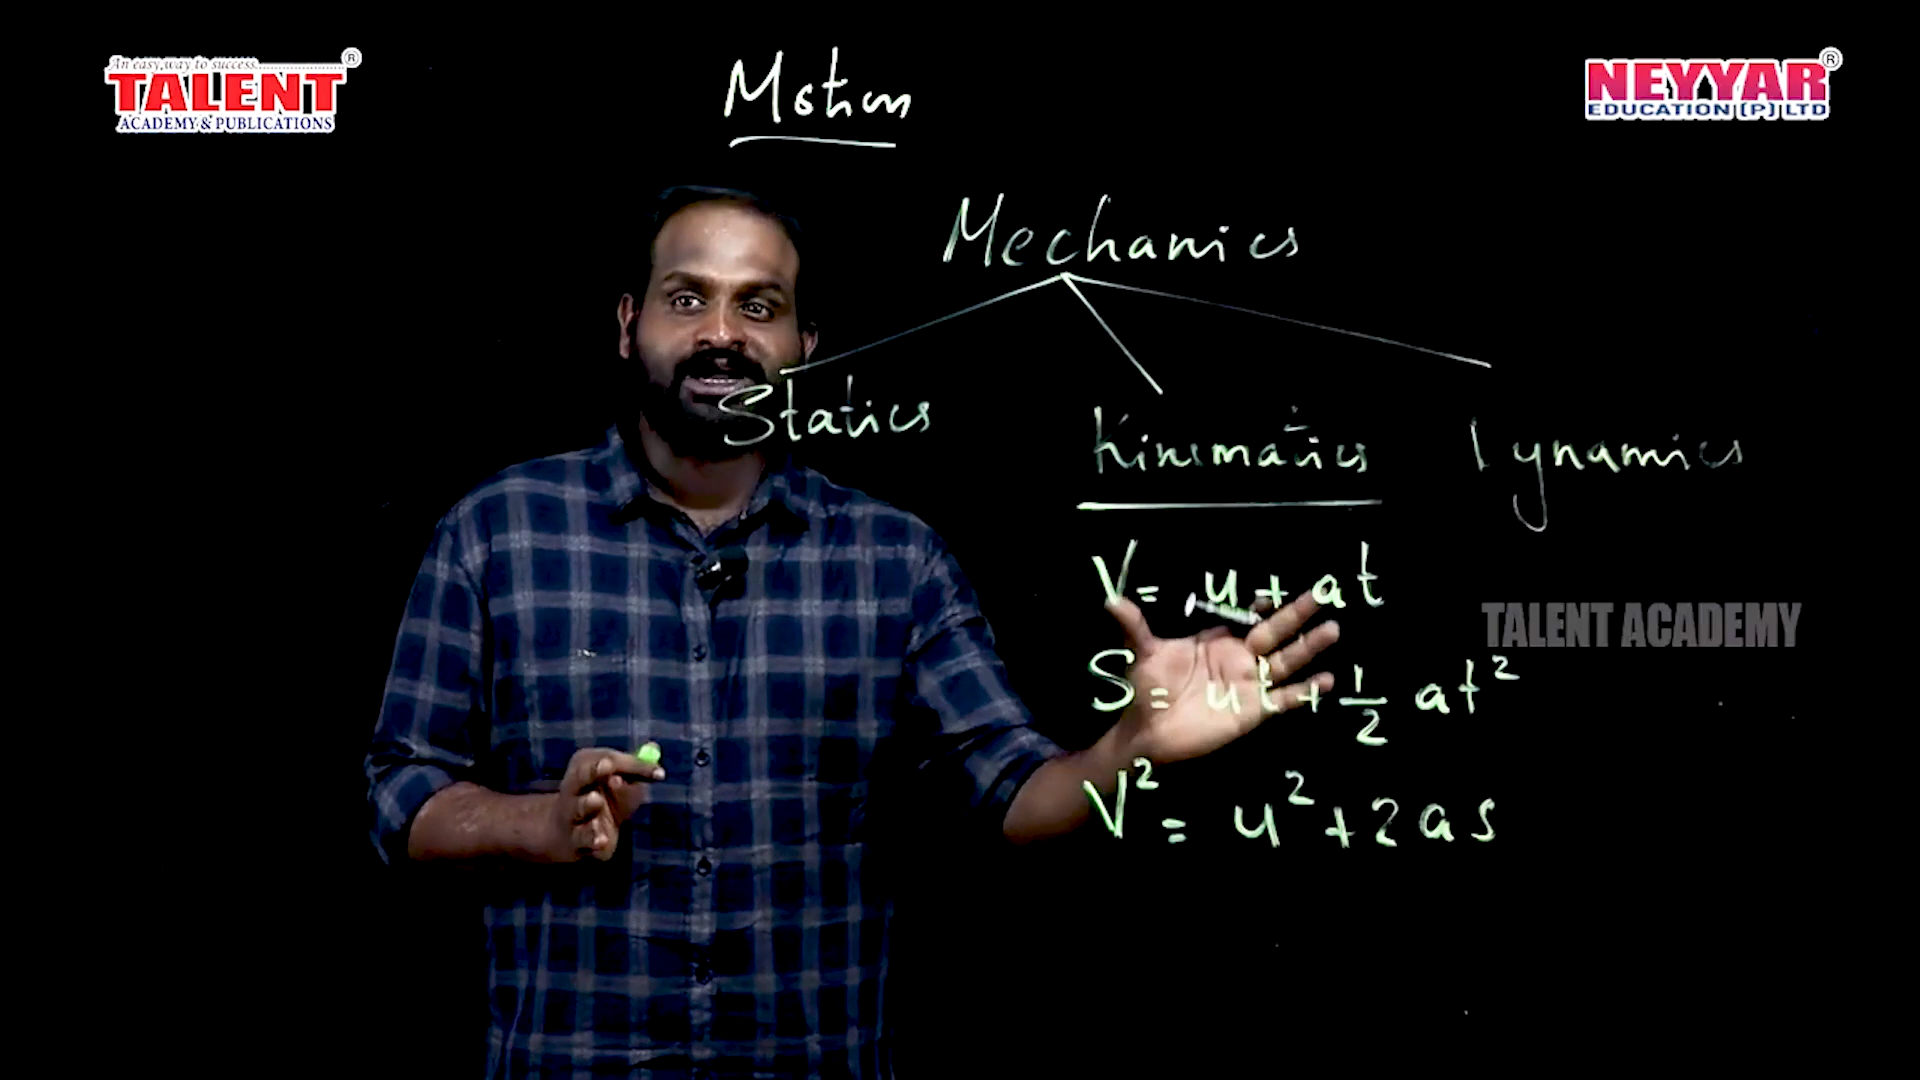 An easy way to success....................
TALENT ®
ACADEMY & PUBLICATIONS
NEYYAR ®
EDUCATION (P) LTD
Motion
Mechanics
Statics Kinematics Dynamics
V = u + at
S = ut + 1/2 at²
V² = u² + 2as
TALENT ACADEMY